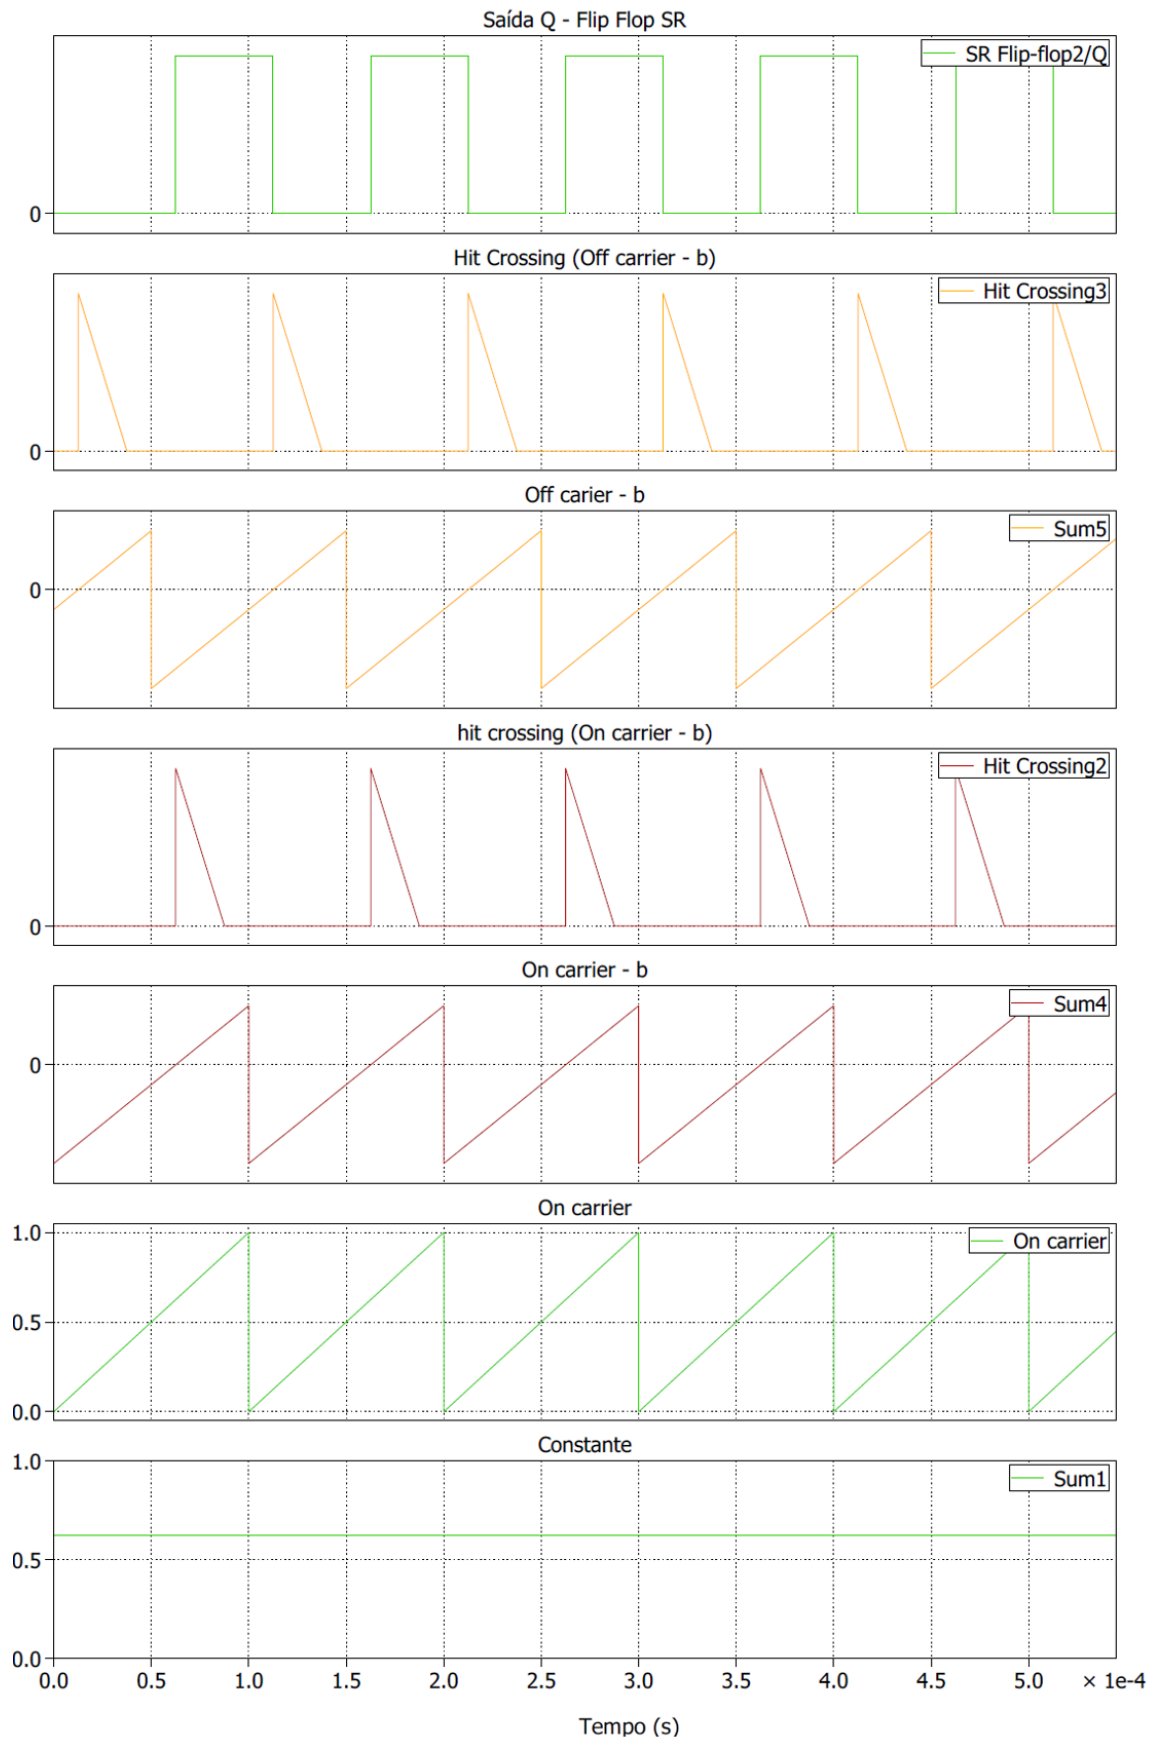 Saída Q - Flip Flop SR
SR Flip-flop2/Q
0
Hit Crossing (Off carrier - b)
Hit Crossing3
0
Off carier - b
Sum5
0
hit crossing (On carrier - b)
Hit Crossing2
0
On carrier - b
Sum4
0
On carrier
1.0
On carrier
0.5
0.0
Constante
1.0
Sum1
0.5
0.0
0.0 0.5 1.0 1.5 2.0 2.5 3.0 3.5 4.0 4.5 5.0 × 1e-4
Tempo (s)